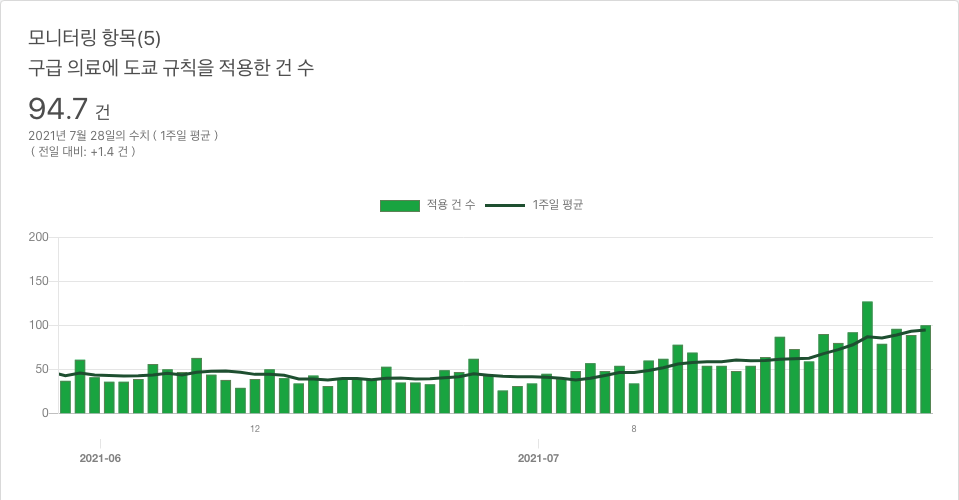 모니터링 항목(5)
구급 의료에 도쿄 규칙을 적용한 건 수
94.7 건
2021년 7월 28일의 수치 ( 1주일 평균 )
( 전일 대비: +1.4 건 )
적용 건 수 1주일 평균
200
150
100
50
0
12 8
2021-06 2021-07